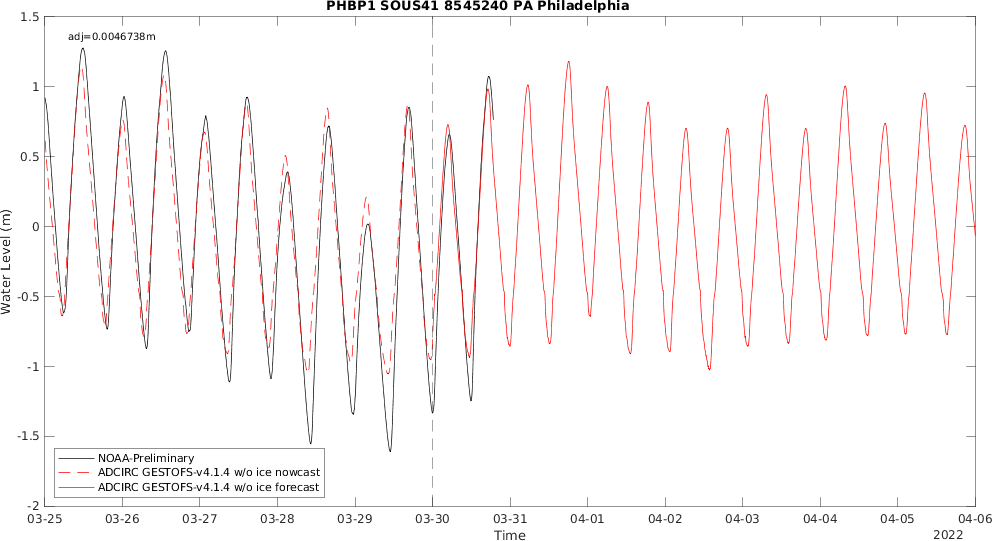 PHBP1 SOUS41 8545240 PA Philadelphia
adj=0.0046738m
1.5
1
0.5
0
-0.5
-1
-1.5
-2
Water Level (m)
NOAA-Preliminary
ADCIRC GESTOFS-v4.1.4 w/o ice nowcast
ADCIRC GESTOFS-v4.1.4 w/o ice forecast
03-25 03-26 03-27 03-28 03-29 03-30 03-31 04-01 04-02 04-03 04-04 04-05 04-06
Time
2022